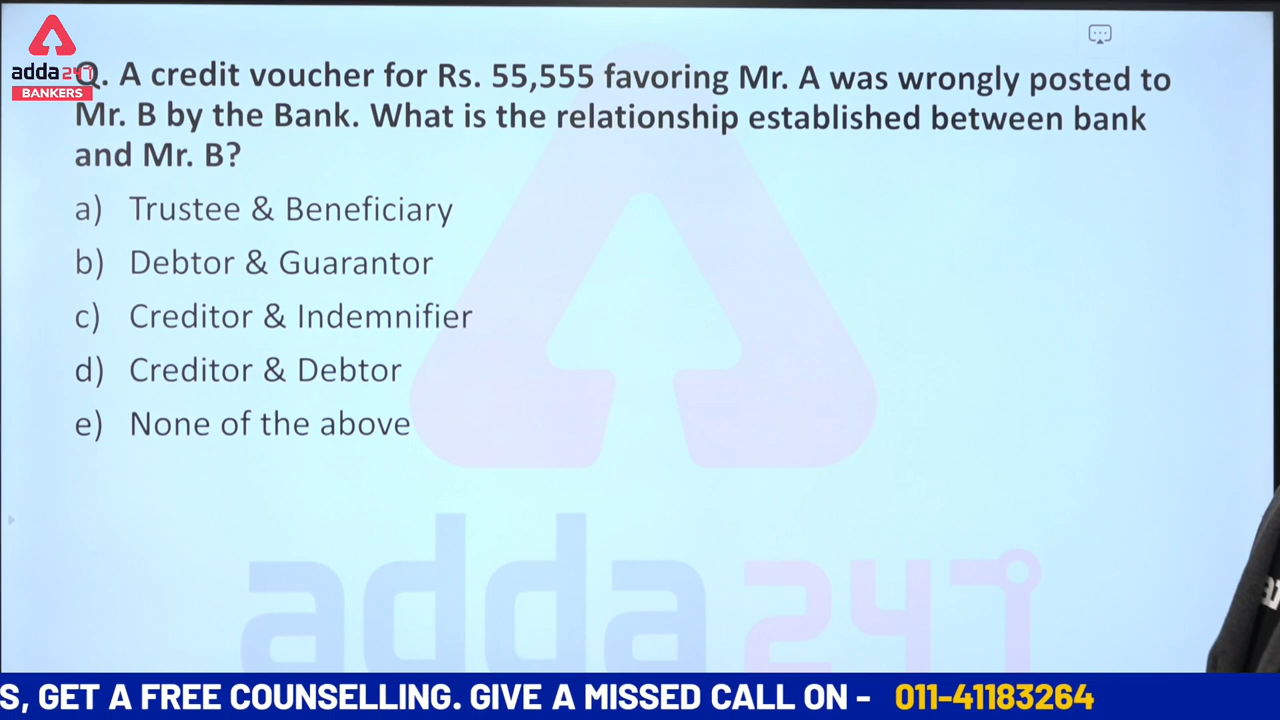 adda247
BANKERS
Q. A credit voucher for Rs. 55,555 favoring Mr. A was wrongly posted to
Mr. B by the Bank. What is the relationship established between bank
and Mr. B?
a) Trustee & Beneficiary
b) Debtor & Guarantor
c) Creditor & Indemnifier
d) Creditor & Debtor
e) None of the above
adda247
S, GET A FREE COUNSELLING. GIVE A MISSED CALL ON - 011-41183264